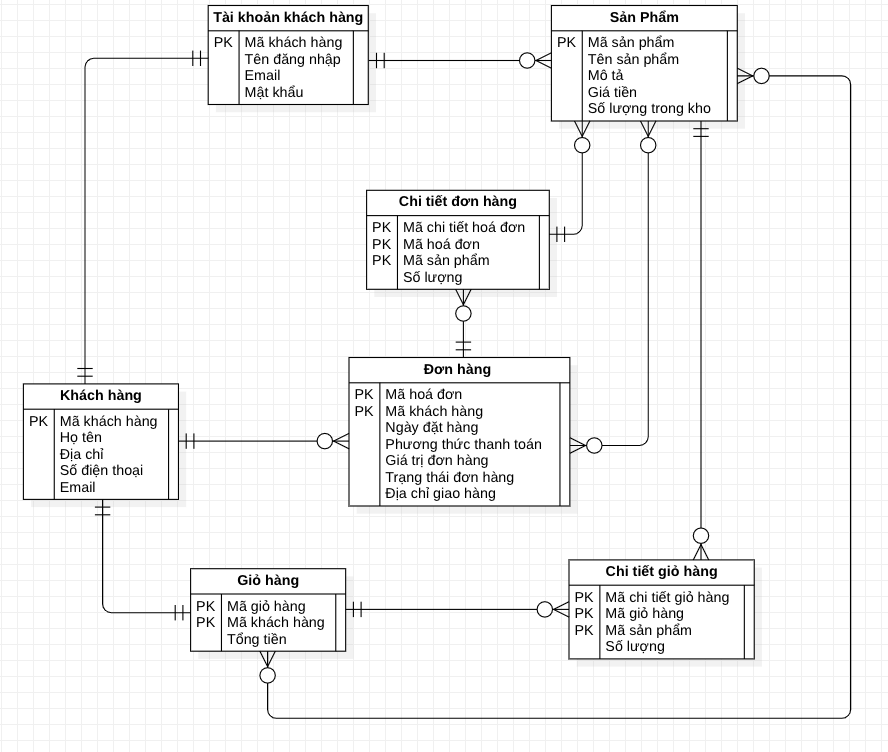 Tài khoản khách hàng
PK Mã khách hàng
Tên đăng nhập
Email
Mật khẩu
Sản Phẩm
PK Mã sản phẩm
Tên sản phẩm
Mô tả
Giá tiền
Số lượng trong kho
Chi tiết đơn hàng
PK Mã chi tiết hoá đơn
PK Mã hoá đơn
PK Mã sản phẩm
Số lượng
Đơn hàng
PK Mã hoá đơn
PK Mã khách hàng
Ngày đặt hàng
Phương thức thanh toán
Giá trị đơn hàng
Trạng thái đơn hàng
Địa chỉ giao hàng
Khách hàng
PK Mã khách hàng
Họ tên
Địa chỉ
Số điện thoại
Email
Giỏ hàng
PK Mã giỏ hàng
PK Mã khách hàng
Tổng tiền
Chi tiết giỏ hàng
PK Mã chi tiết giỏ hàng
PK Mã giỏ hàng
PK Mã sản phẩm
Số lượng